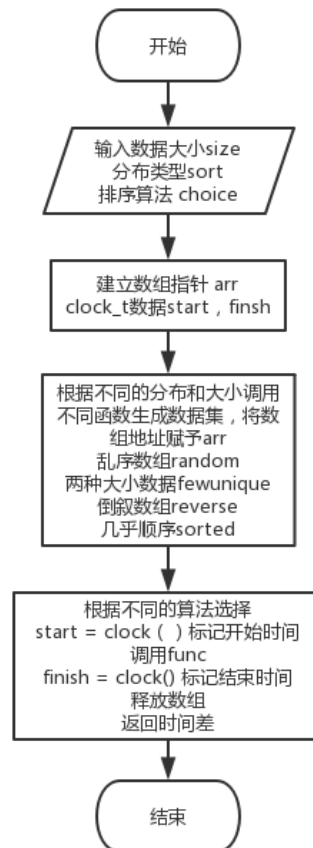 开始
输入数据大小size
分布类型sort
排序算法 choice
建立数组指针 arr
clock_t数据start，finsh
根据不同的分布和大小调用
不同函数生成数据集，将数
组地址赋予arr
乱序数组random
两种大小数据fewunique
倒叙数组reverse
几乎顺序sorted
根据不同的算法选择
start = clock（ ）标记开始时间
调用func
finish = clock() 标记结束时间
释放数组
返回时间差
结束